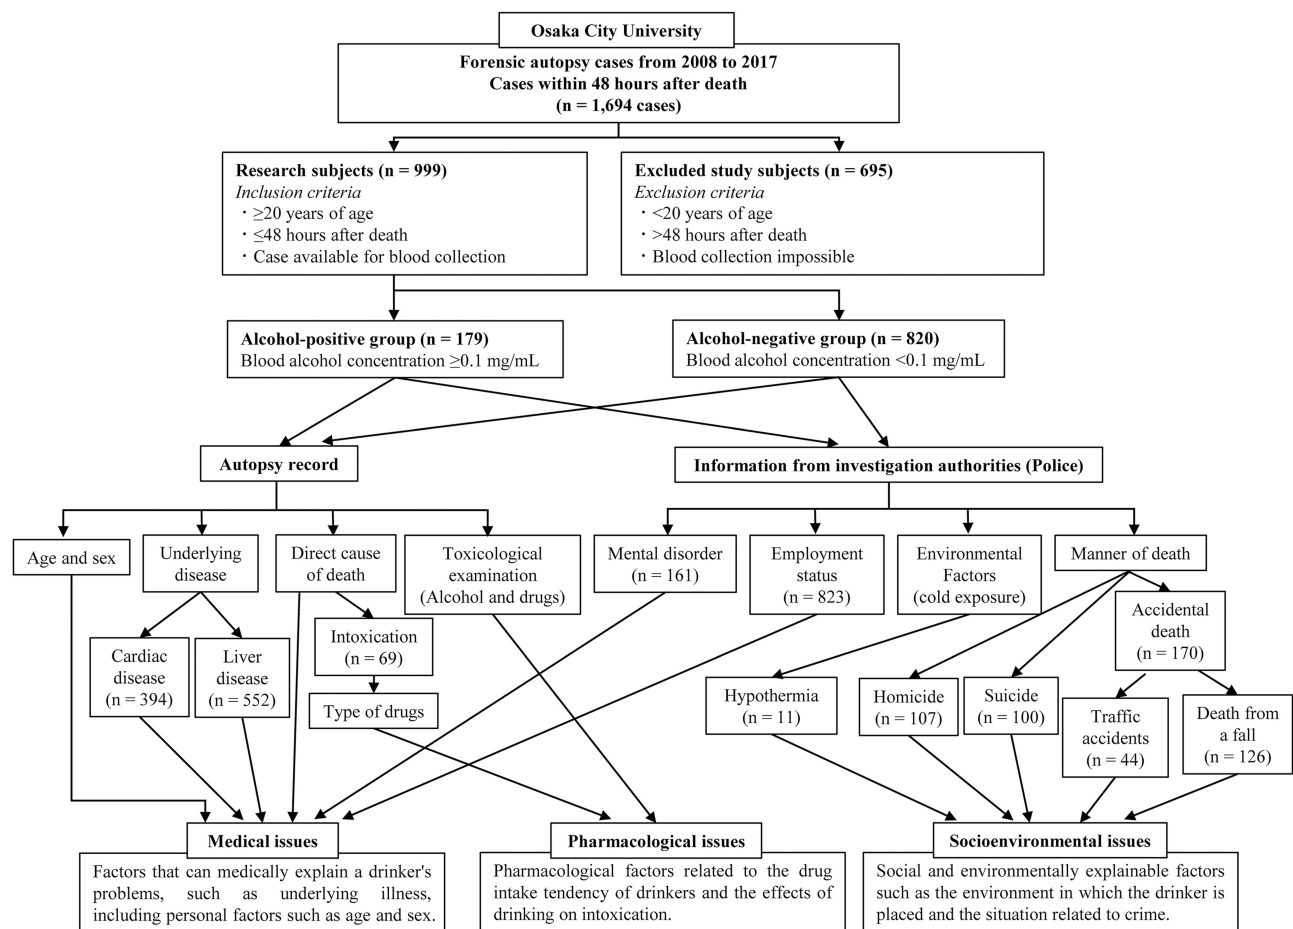 Osaka City University
Forensic autopsy cases from 2008 to 2017
Cases within 48 hours after death
(n = 1,694 cases)
Research subjects (n = 999)
Inclusion criteria
・≥20 years of age
・≤48 hours after death
・Case available for blood collection
Excluded study subjects (n = 695)
Exclusion criteria
・<20 years of age
・>48 hours after death
・Blood collection impossible
Alcohol-positive group (n = 179)
Blood alcohol concentration ≥0.1 mg/mL
Alcohol-negative group (n = 820)
Blood alcohol concentration <0.1 mg/mL
Autopsy record
Information from investigation authorities (Police)
Age and sex
Underlying
disease
Direct cause
of death
Toxicological
examination
(Alcohol and drugs)
Mental disorder
(n = 161)
Employment
status
(n = 823)
Environmental
Factors
(cold exposure)
Manner of death
Cardiac
disease
(n = 394)
Liver
disease
(n = 552)
Intoxication
(n = 69)
Type of drugs
Accidental
death
(n = 170)
Hypothermia
(n = 11)
Homicide
(n = 107)
Suicide
(n = 100)
Traffic
accidents
(n = 44)
Death from
a fall
(n = 126)
Medical issues
Factors that can medically explain a drinker's
problems, such as underlying illness,
including personal factors such as age and sex.
Pharmacological issues
Pharmacological factors related to the drug
intake tendency of drinkers and the effects of
drinking on intoxication.
Socioenvironmental issues
Social and environmentally explainable factors
such as the environment in which the drinker is
placed and the situation related to crime.